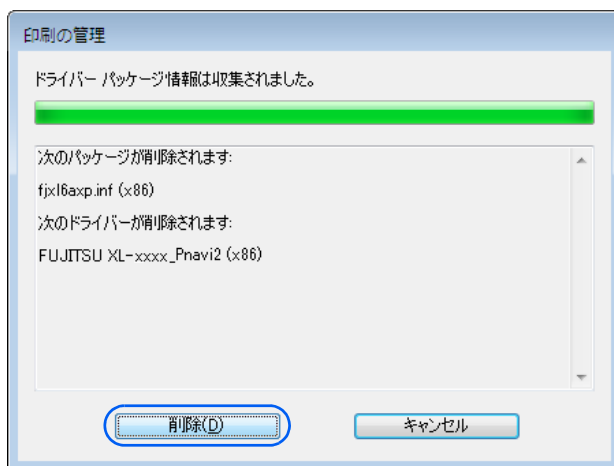 印刷の管理
ドライバー パッケージ情報は収集されました。
次のパッケージが削除されます:
fjxl6axp.inf (x86)
次のドライバーが削除されます:
FUJITSU XL-xxxx_Pnavi2 (x86)
削除(D)
キャンセル